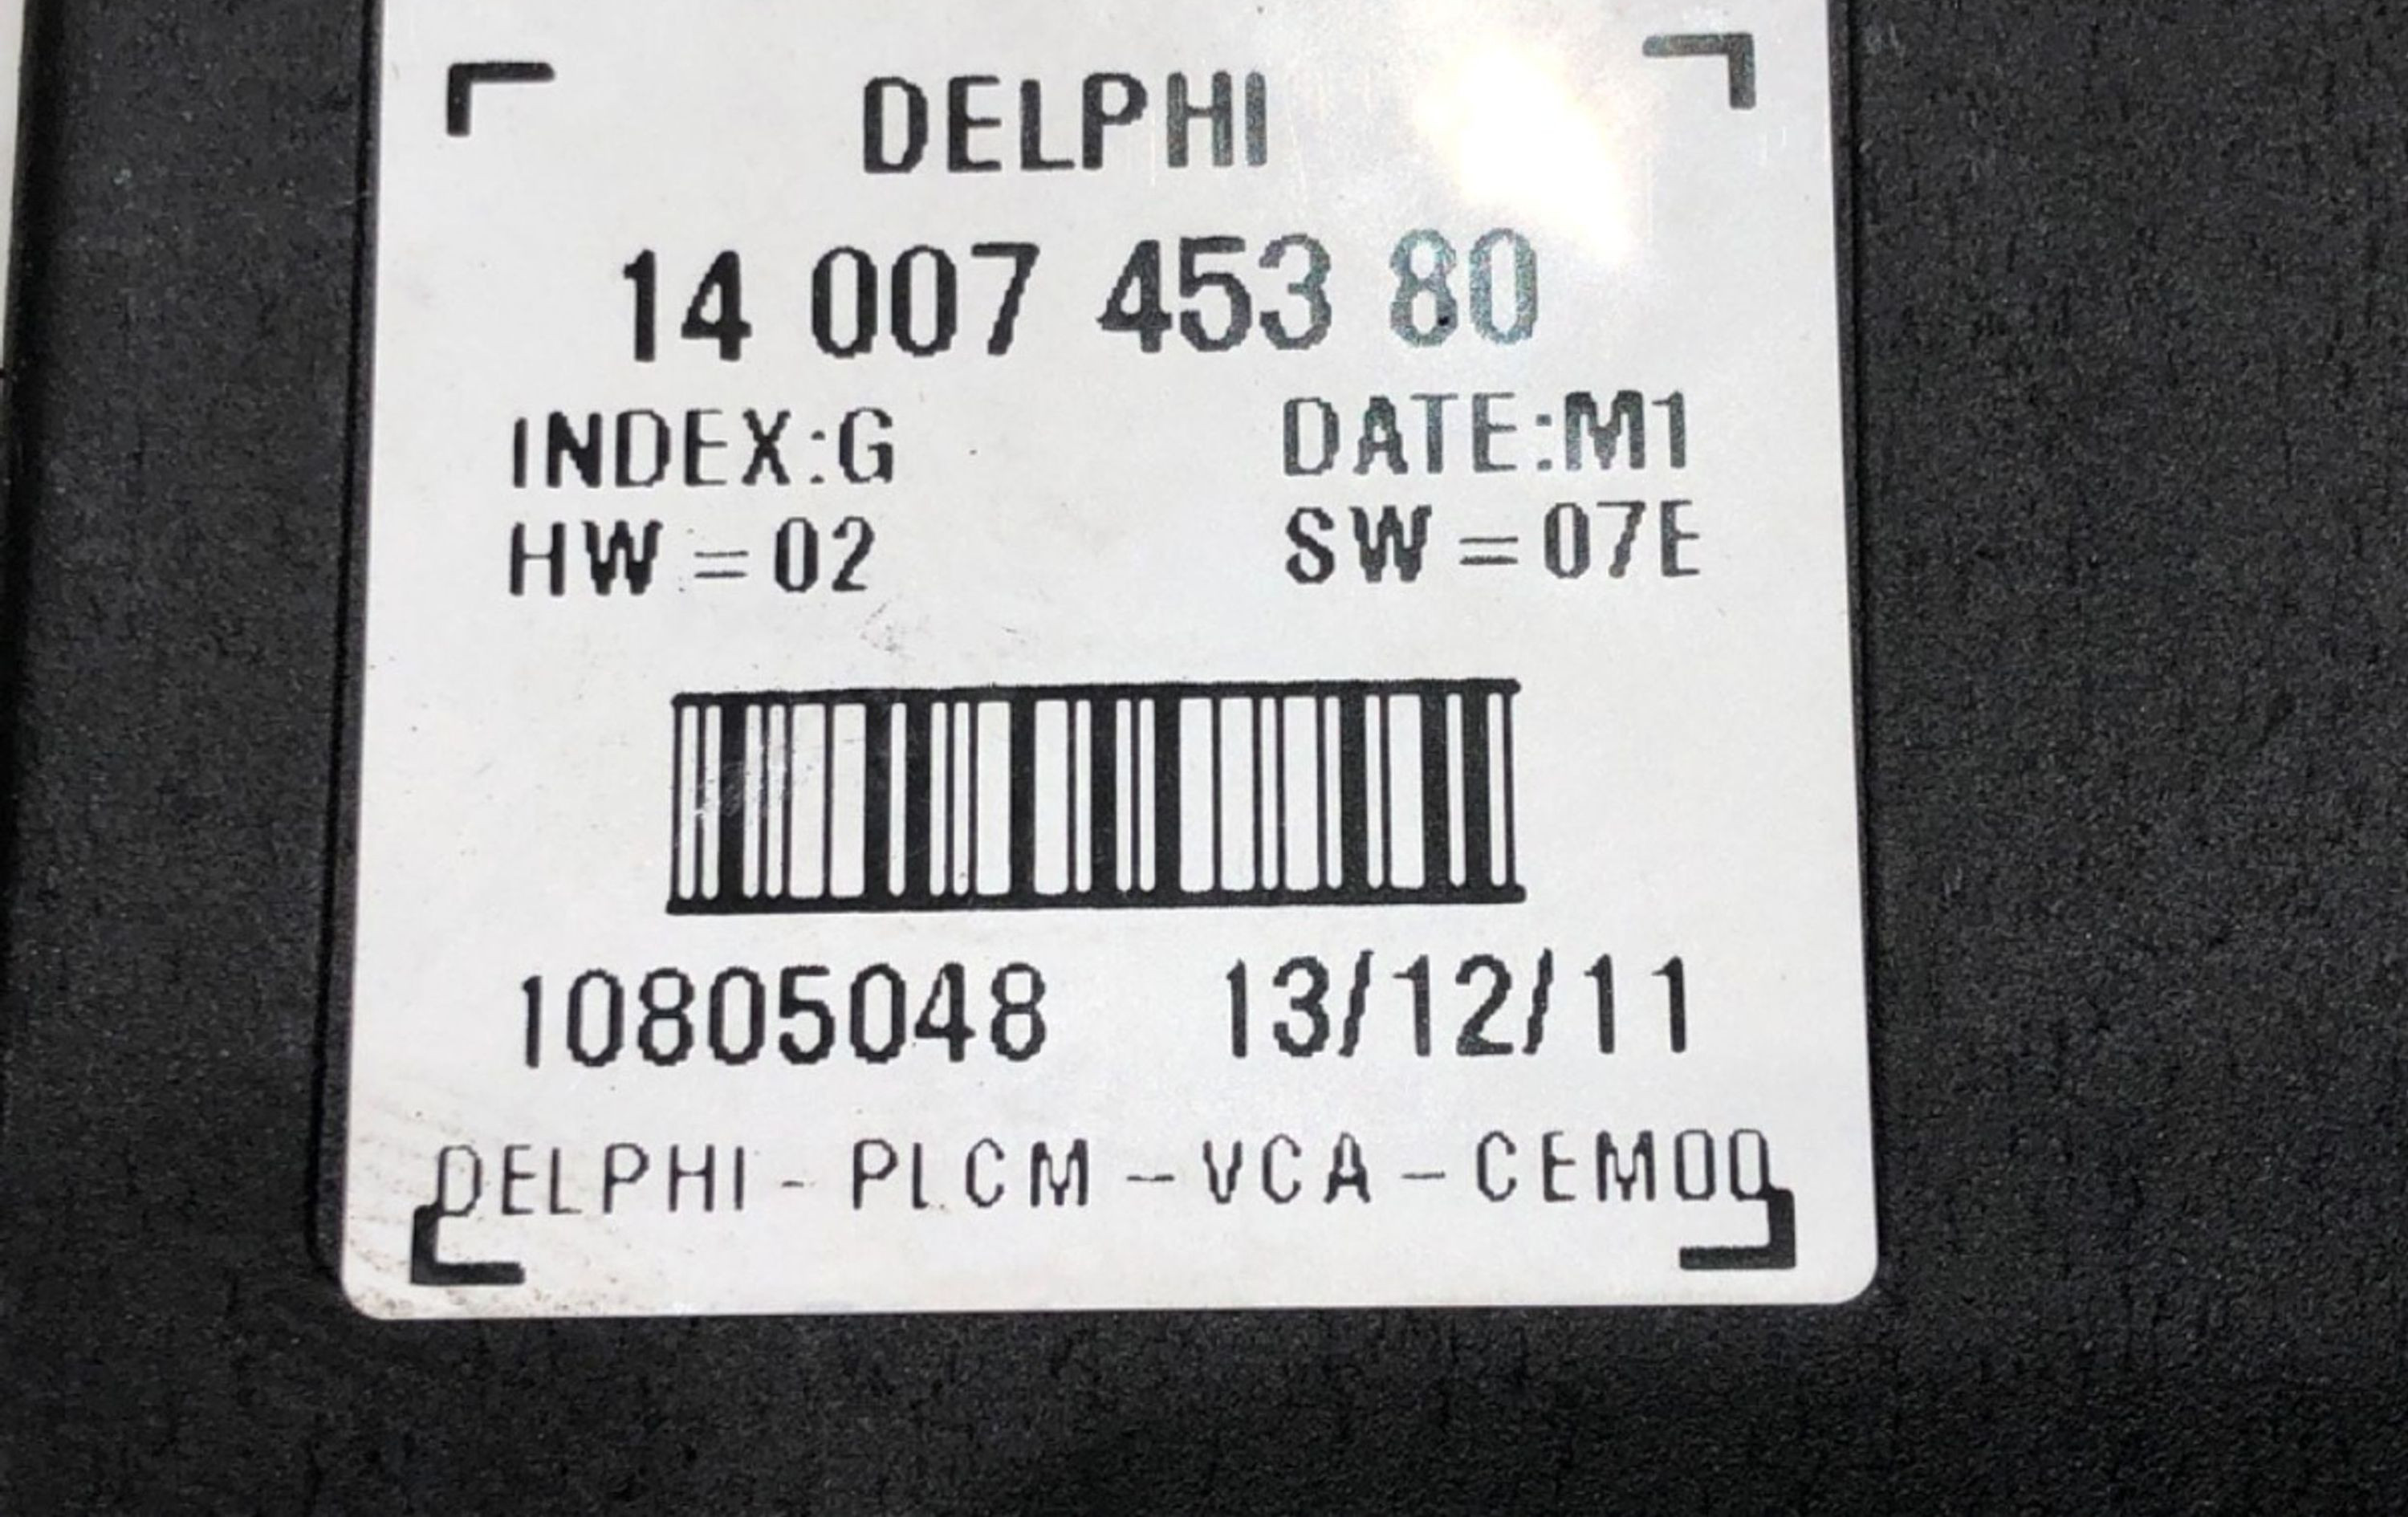 DELPHI
14 007 453 80
INDEX:G DATE:M1
HW = 02 SW = 07E
10805048 13/12/11
DELPHI - PLCM - VCA - CEM00